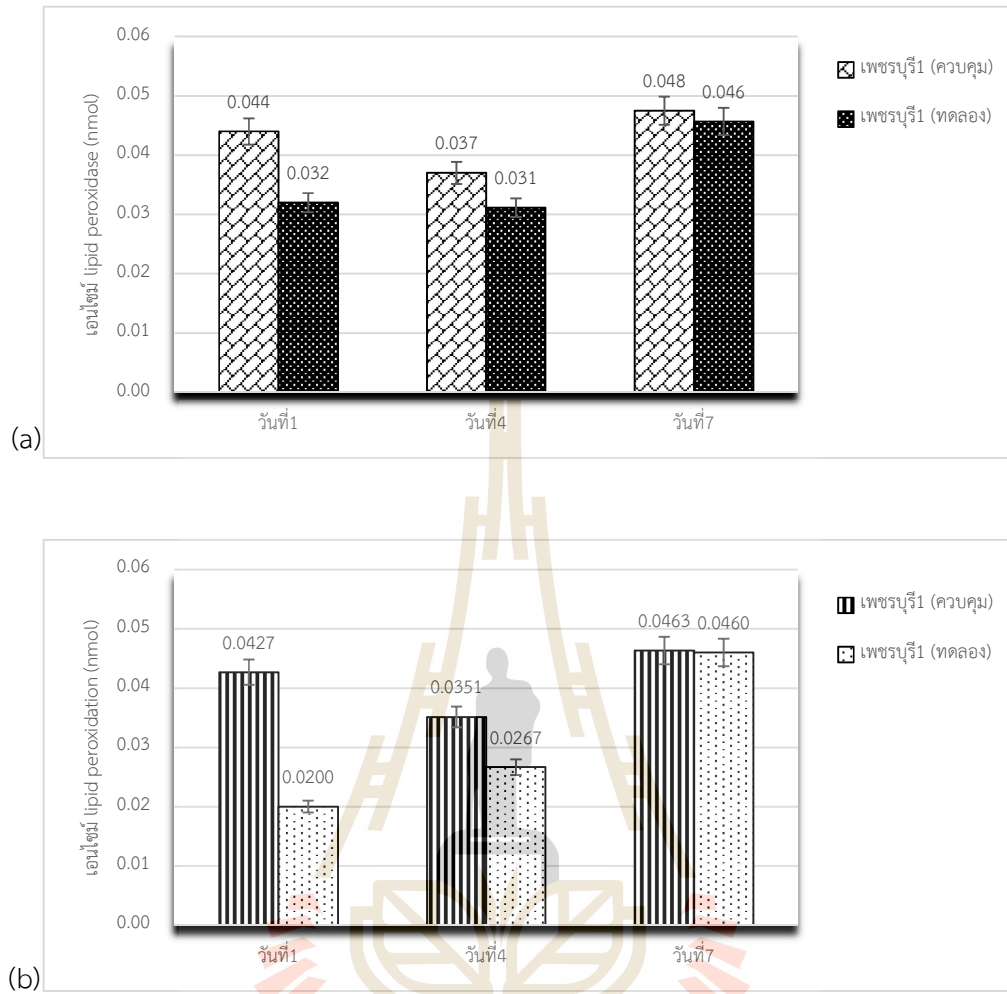 0.06
0.05
0.04
0.03
0.02
0.01
0.00
เอนไซม์ lipid peroxidase (nmol)
0.044
0.032
0.037
0.031
0.048
0.046
วันที่1
วันที่4
วันที่7
เพชรบุรี1 (ควบคุม)
เพชรบุรี1 (ทดลอง)
(a)
0.06
0.05
0.04
0.03
0.02
0.01
0.00
เอนไซม์ lipid peroxidation (nmol)
0.0427
0.0200
0.0351
0.0267
0.0463
0.0460
วันที่1
วันที่4
วันที่7
เพชรบุรี1 (ควบคุม)
เพชรบุรี1 (ทดลอง)
(b)